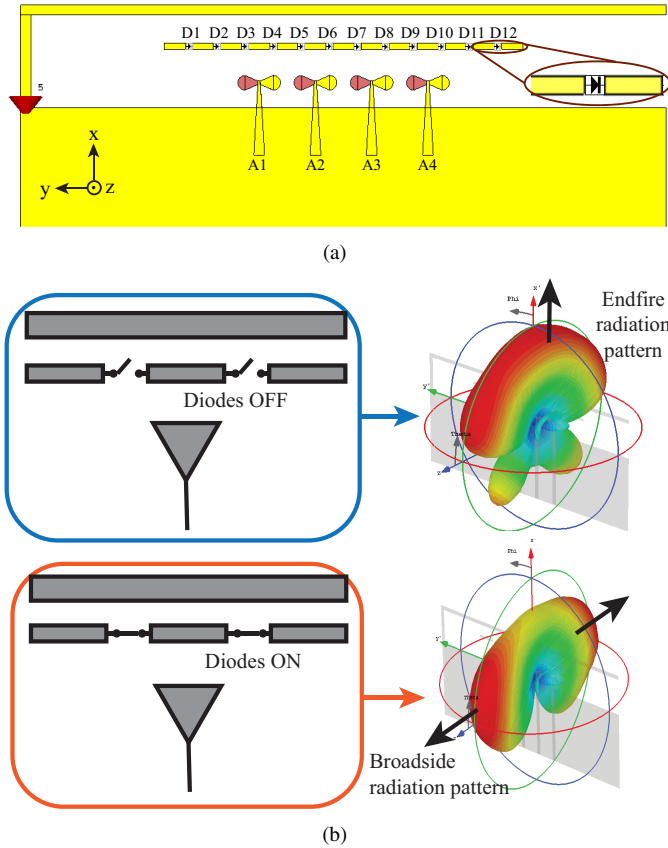 D1 D2 D3 D4 D5 D6 D7 D8 D9 D10 D11 D12
5
A1 A2 A3 A4
x
y
z
(a)
Diodes OFF
x'
Phi
y'
Theta
z
Endfire
radiation
pattern
Diodes ON
Phi
Y'
Theta
Broadside
radiation pattern
(b)